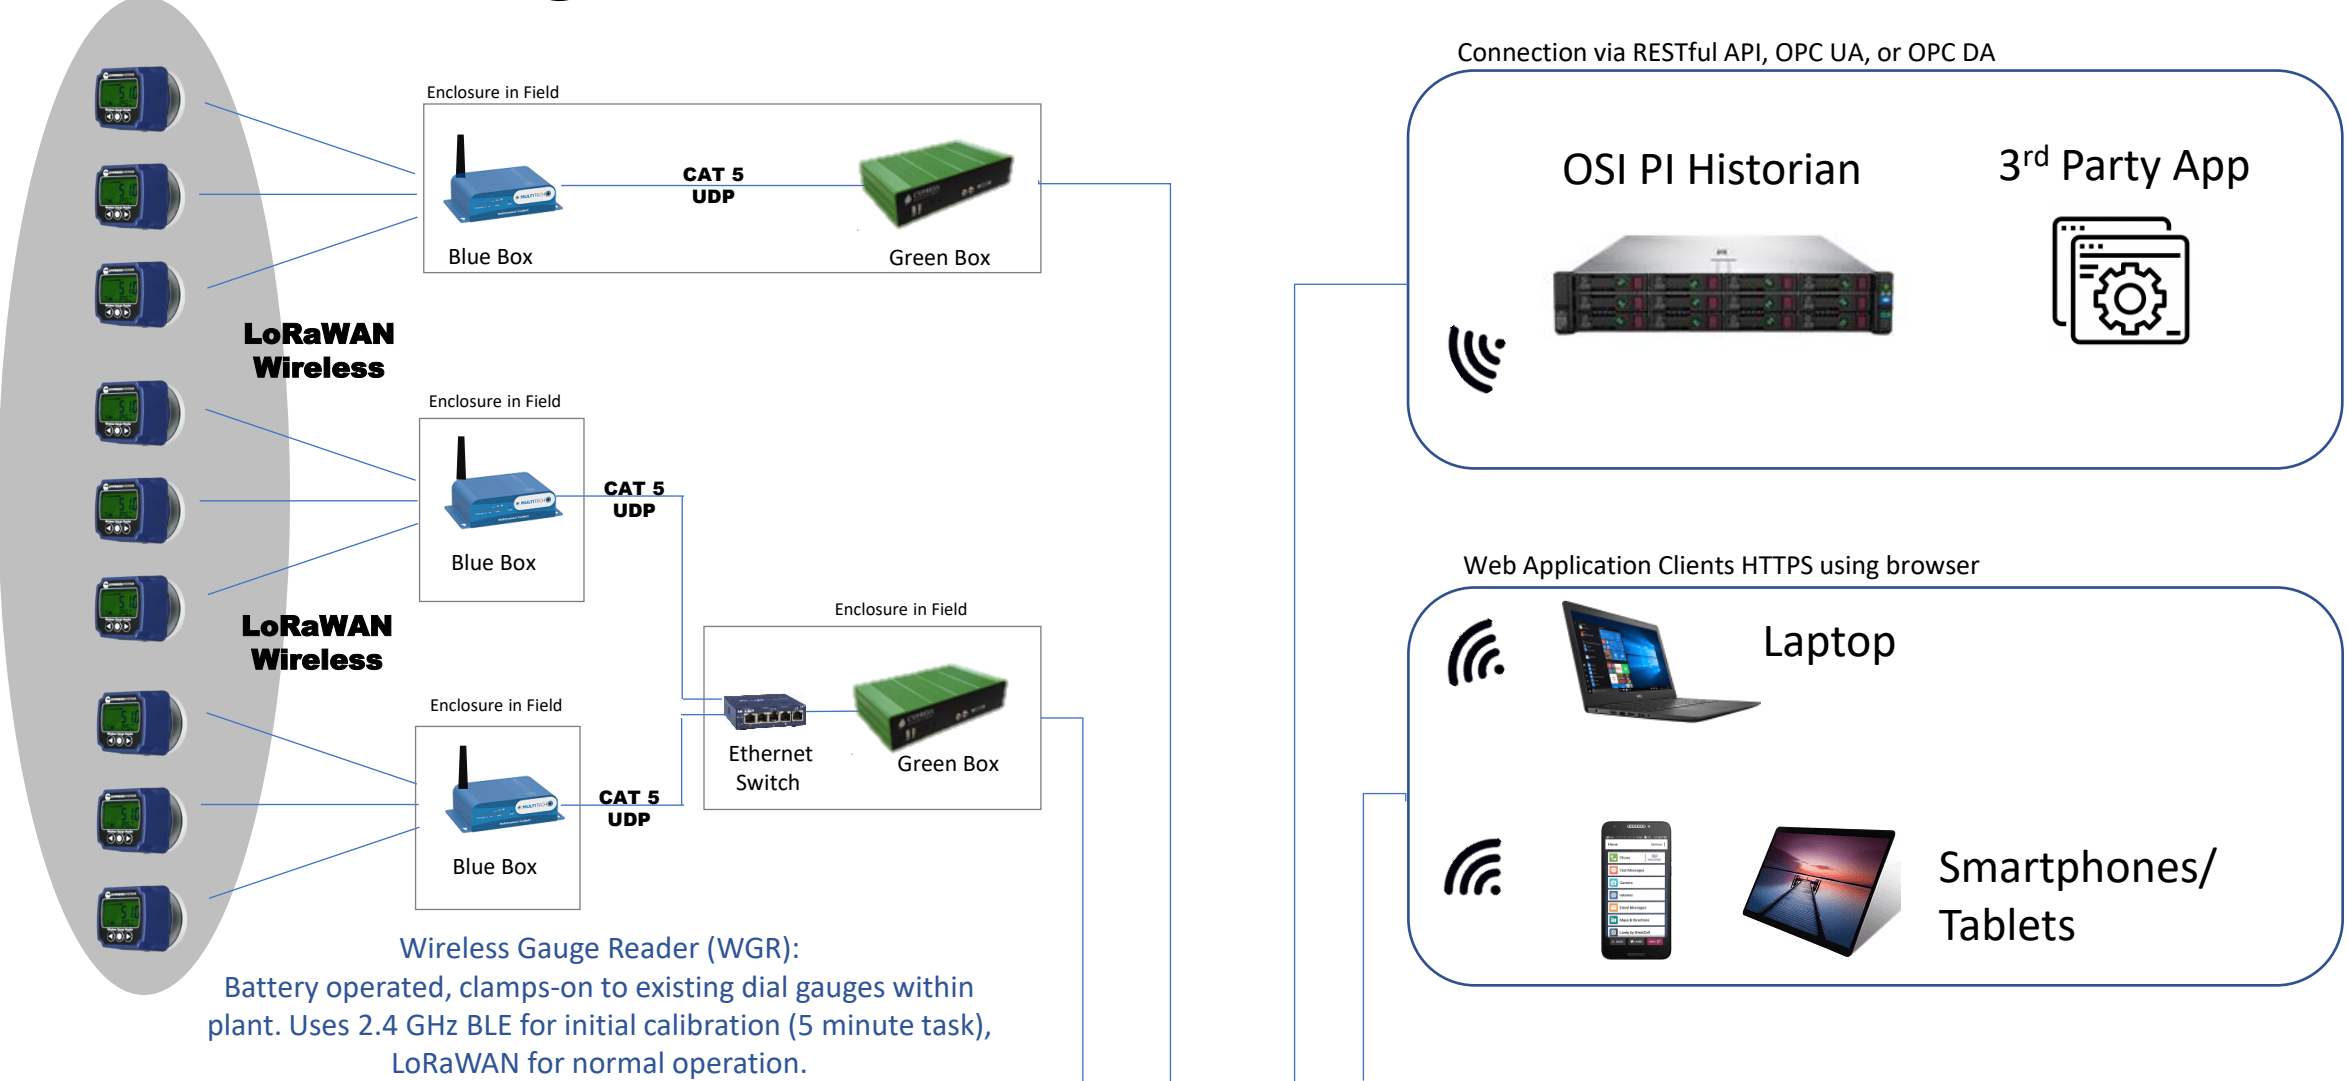 Connection via RESTful API, OPC UA, or OPC DA
Enclosure in Field
CAT 5
UDP
Blue Box
Green Box
OSI PI Historian
3rd Party App
LoRaWAN
Wireless
Enclosure in Field
MULTITECH
CAT 5
UDP
Blue Box
Web Application Clients HTTPS using browser
Laptop
LoRaWAN
Wireless
Enclosure in Field
Ethernet
Switch
Green Box
Enclosure in Field
CAT 5
UDP
Blue Box
Smartphones/
Tablets
Wireless Gauge Reader (WGR):
Battery operated, clamps-on to existing dial gauges within
plant. Uses 2.4 GHz BLE for initial calibration (5 minute task),
LoRaWAN for normal operation.